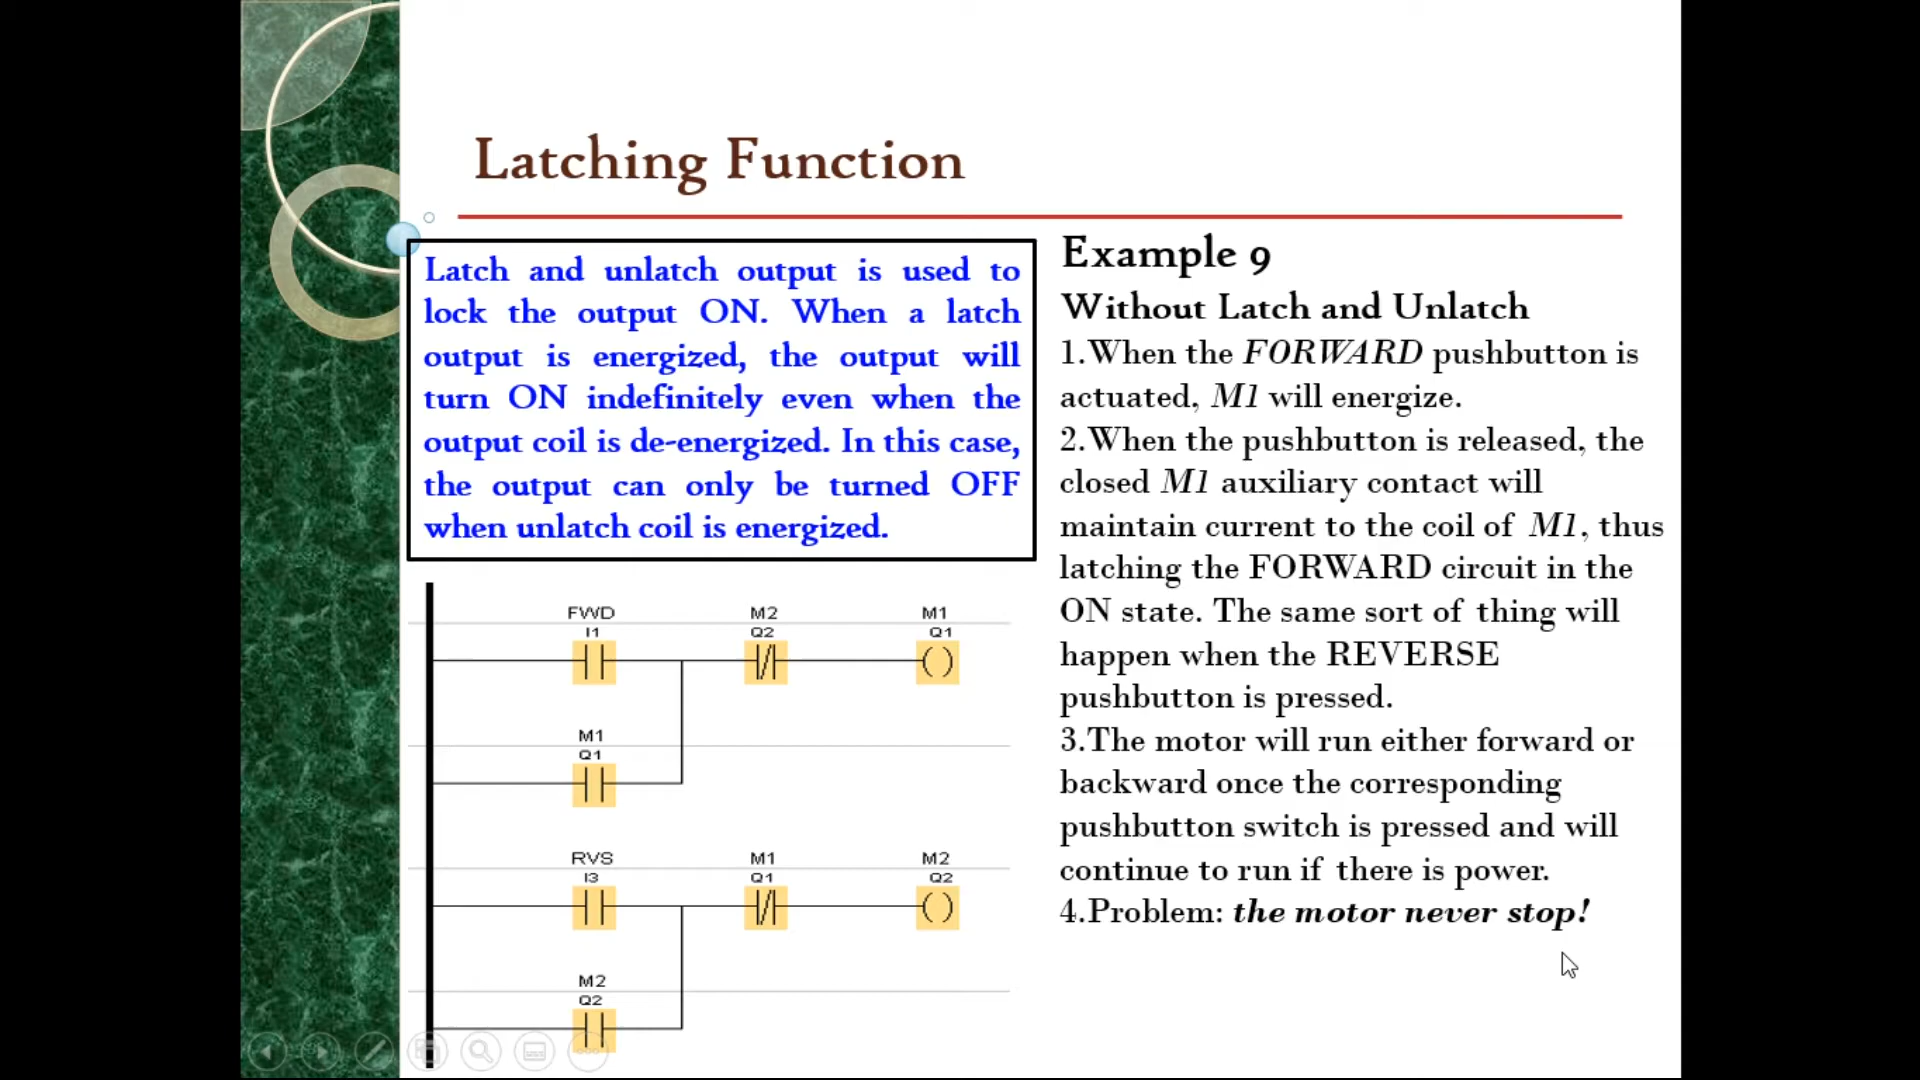 Latching Function
Latch and unlatch output is used to
lock the output ON. When a latch
output is energized, the output will
turn ON indefinitely even when the
output coil is de-energized. In this case,
the output can only be turned OFF
when unlatch coil is energized.
Example 9
Without Latch and Unlatch
1.When the FORWARD pushbutton is
actuated, M1 will energize.
2.When the pushbutton is released, the
closed M1 auxiliary contact will
maintain current to the coil of M1, thus
latching the FORWARD circuit in the
ON state. The same sort of thing will
happen when the REVERSE
pushbutton is pressed.
3.The motor will run either forward or
backward once the corresponding
pushbutton switch is pressed and will
continue to run if there is power.
4.Problem: the motor never stop!
FWD M2 M1
I1 Q2 Q1
M1
Q1
RVS M1 M2
I3 Q1 Q2
M2
Q2